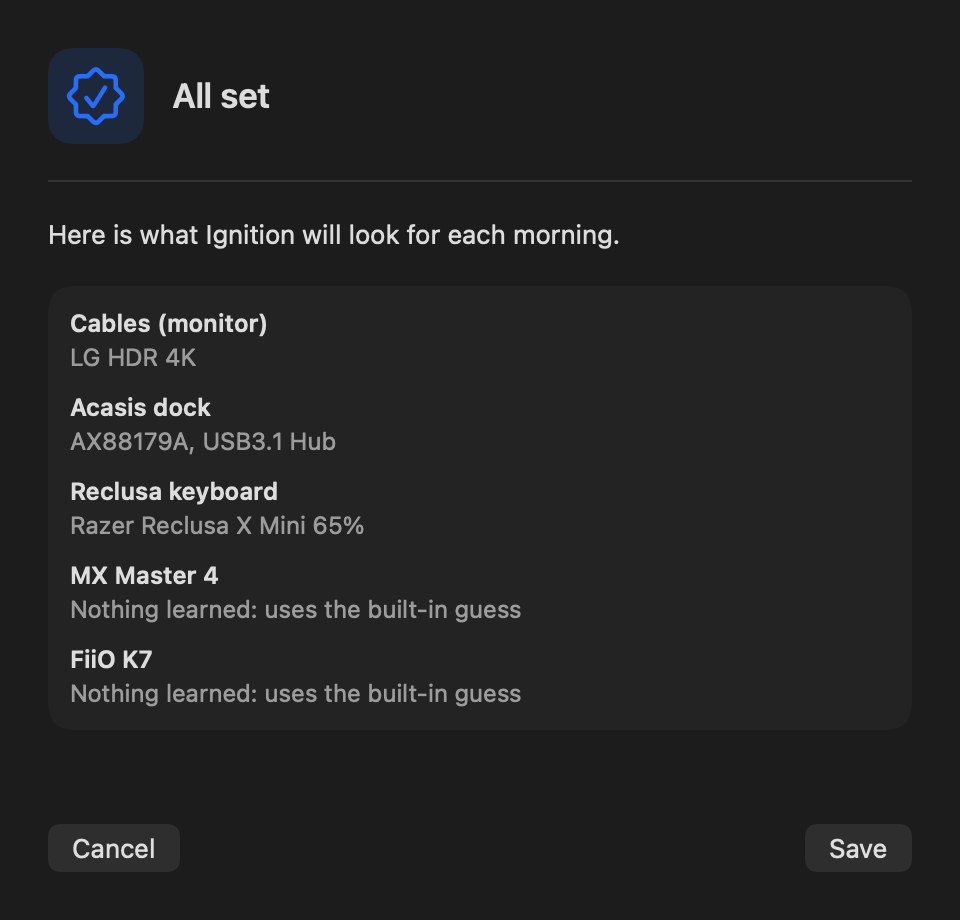 All set
Here is what Ignition will look for each morning.
Cables (monitor)
LG HDR 4K
Acasis dock
AX88179A, USB3.1 Hub
Reclusa keyboard
Razer Reclusa X Mini 65%
MX Master 4
Nothing learned: uses the built-in guess
FiiO K7
Nothing learned: uses the built-in guess
Cancel
Save